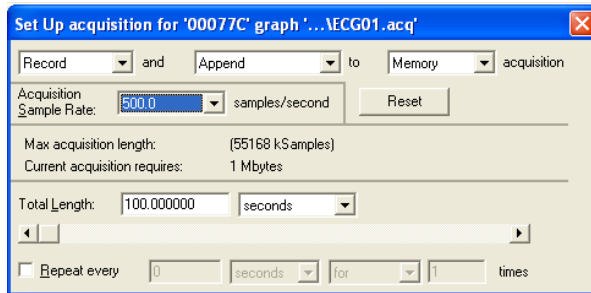 Set Up acquisition for '00077C' graph '...\ECG01.acq'
Record and Append to Memory acquisition
Acquisition
Sample Rate: 500.0 samples/second Reset
Max acquisition length: (55168 kSamples)
Current acquisition requires: 1 Mbytes
Total Length: 100.000000 seconds
Repeat every 0 seconds for 1 times